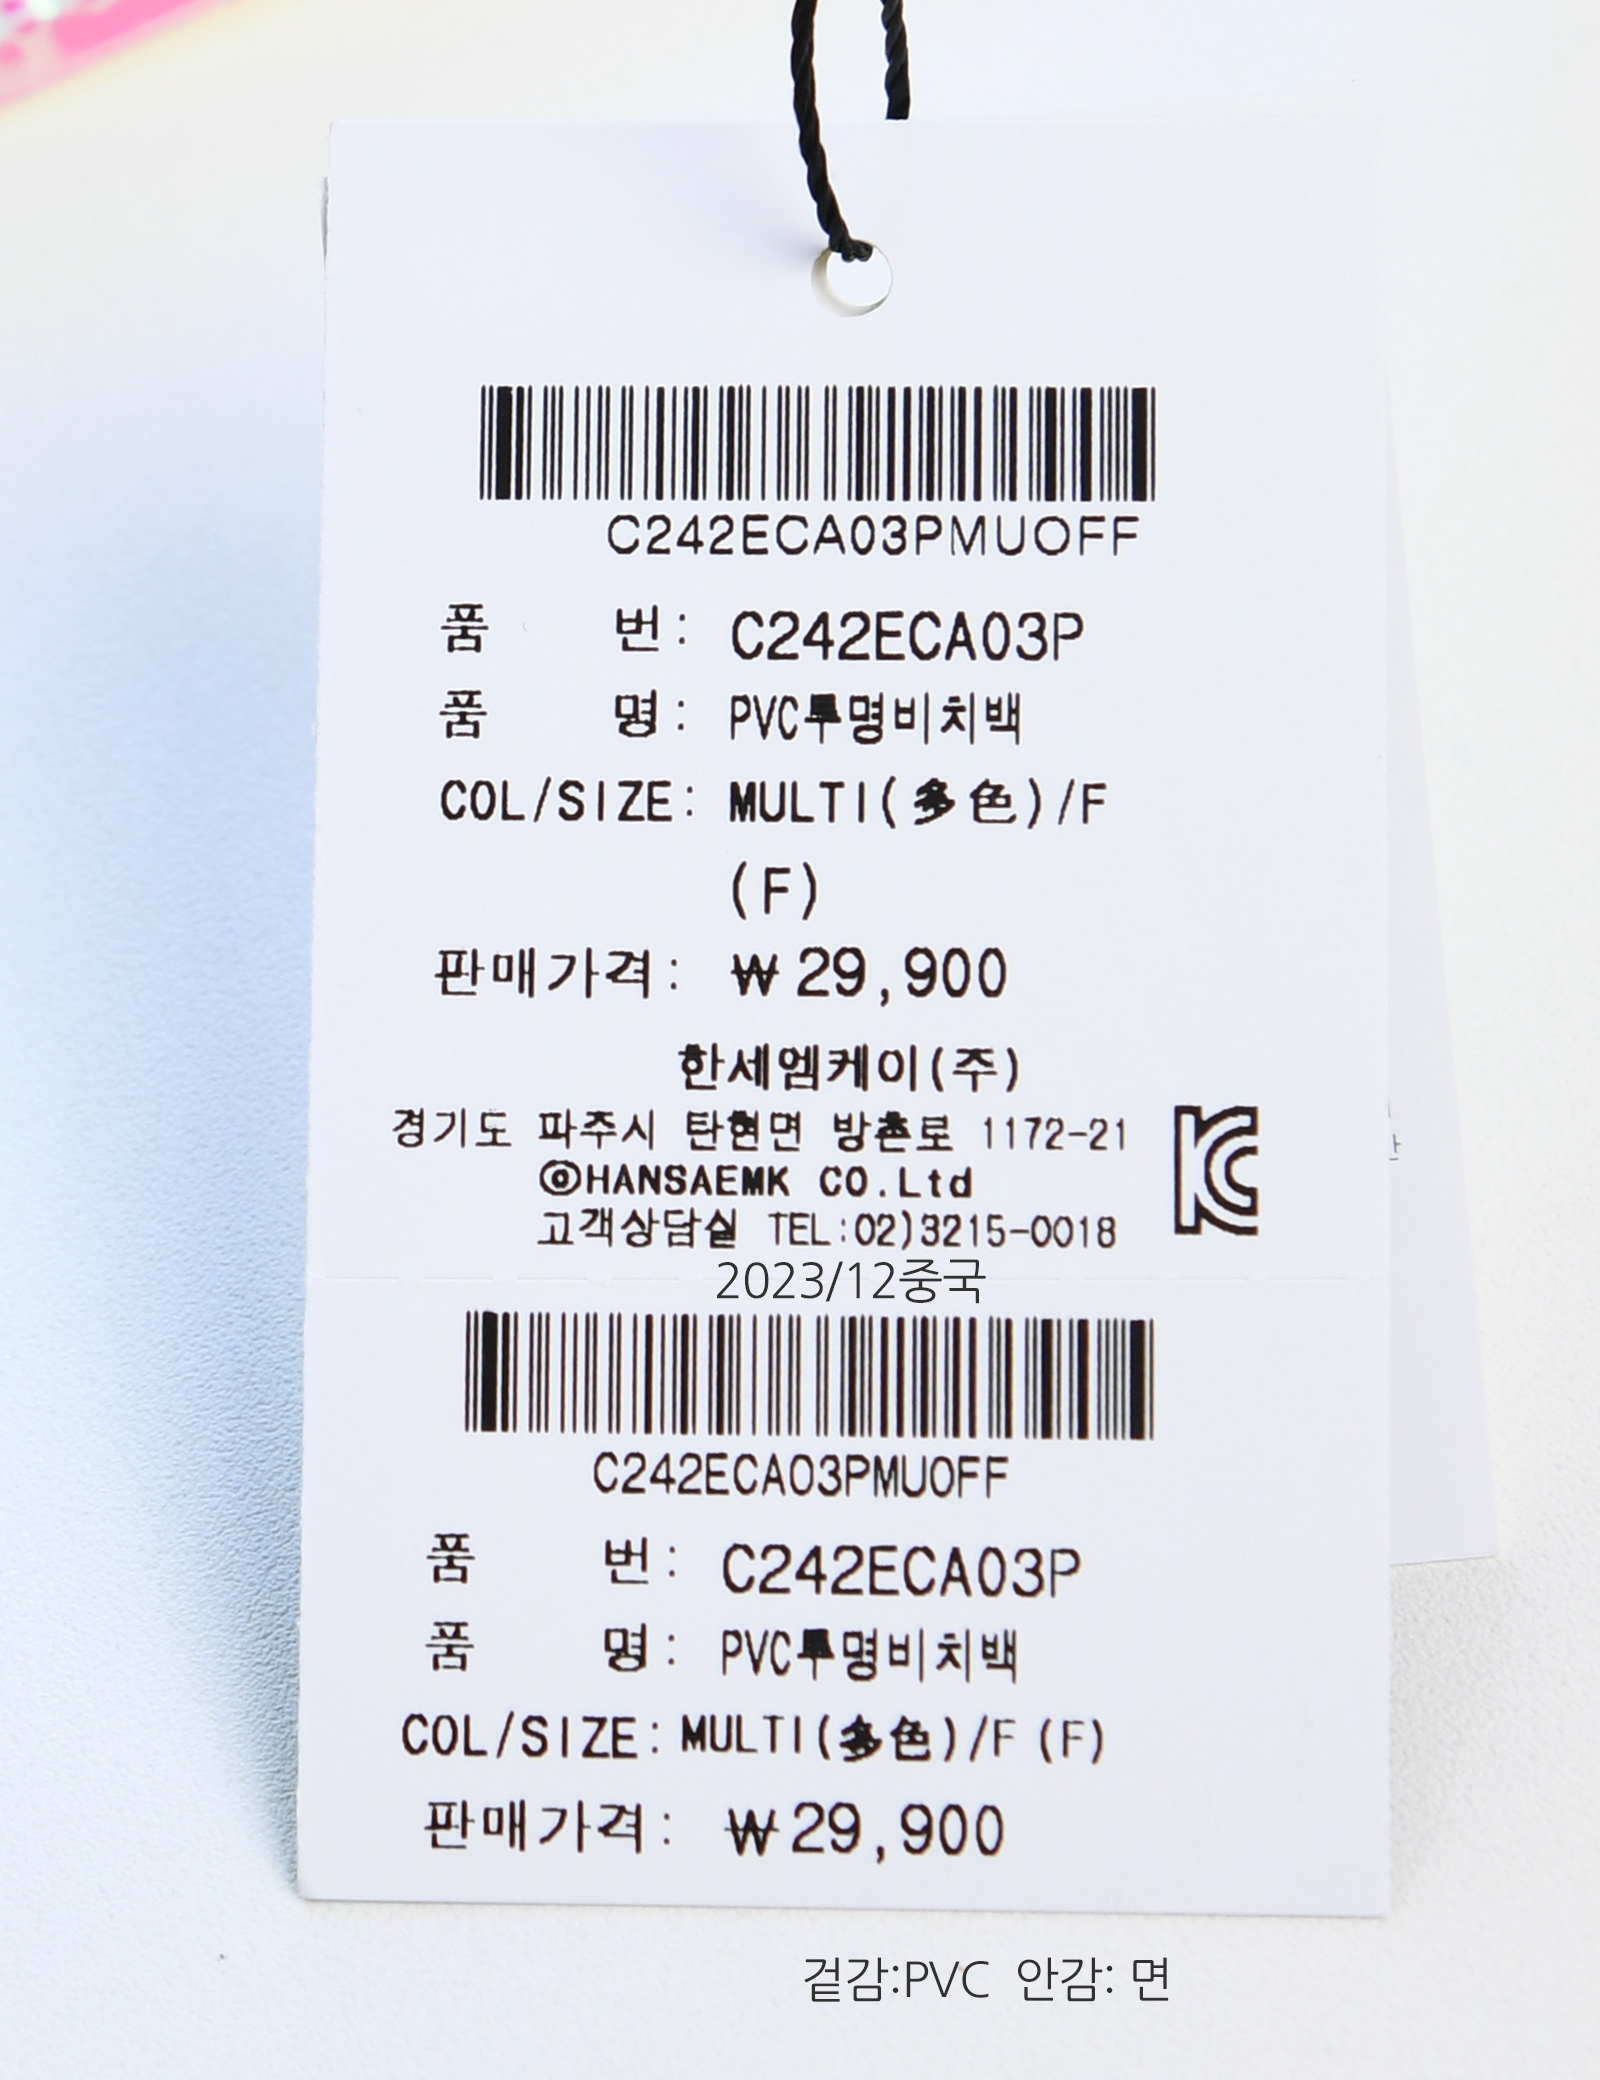 C242ECA03PMUOFF
품 번: C242ECA03P
품 명: PVC투명비치백
COL/SIZE: MULTI(多色)/F
(F)
판매가격: ₩29,900
한세엠케이(주)
경기도 파주시 탄현면 방촌로 1172-21
ⓒHANSAEMK CO.Ltd
고객상담실 TEL:02)3215-0018
2023/12중국
C242ECA03PMUOFF
품 번: C242ECA03P
품 명: PVC투명비치백
COL/SIZE: MULTI(多色)/F (F)
판매가격: ₩29,900
겉감:PVC 안감: 면